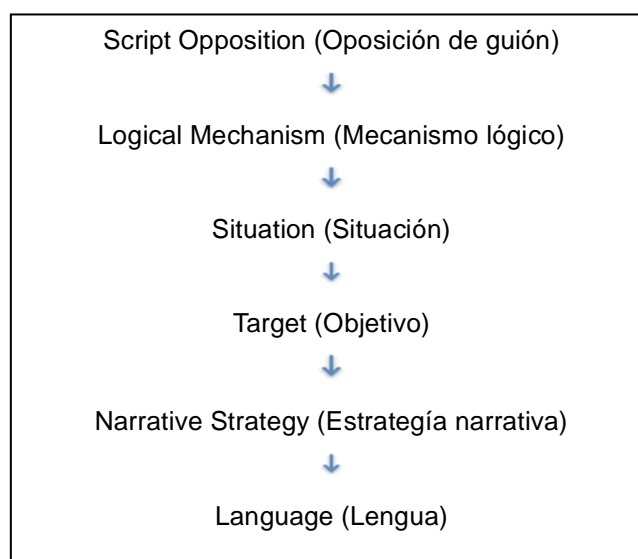 Script Opposition (Oposición de guión)
Logical Mechanism (Mecanismo lógico)
Situation (Situación)
Target (Objetivo)
Narrative Strategy (Estrategía narrativa)
Language (Lengua)